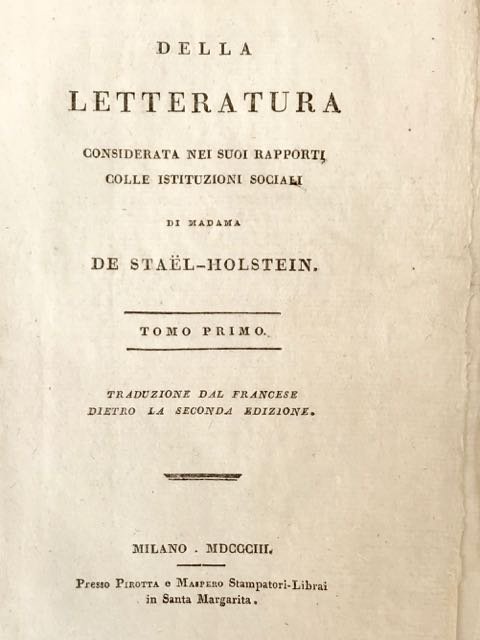 DELLA
LETTERATURA
CONSIDERATA NEI SUOI RAPPORTI
COLLE ISTITUZIONI SOCIALI
DI MADAMA
DE STAËL-HOLSTEIN.
TOMO PRIMO.
TRADUZIONE DAL FRANCESE
DIETRO LA SECONDA EDIZIONE.
MILANO . MDCCCIII.
Presso PIROTTA e MASPERO Stampatori-Librai
in Santa Margarita.